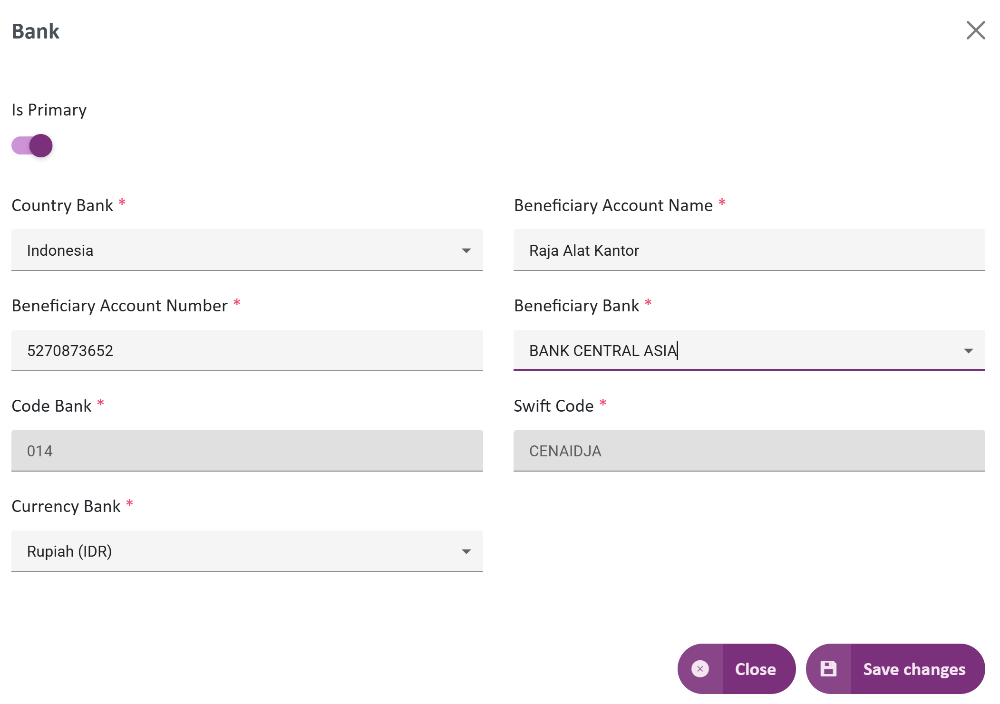 Bank
Is Primary
Country Bank *
Indonesia
Beneficiary Account Name *
Raja Alat Kantor
Beneficiary Account Number *
5270873652
Beneficiary Bank *
BANK CENTRAL ASIA
Code Bank *
014
Swift Code *
CENAIDJA
Currency Bank *
Rupiah (IDR)
Close
Save changes